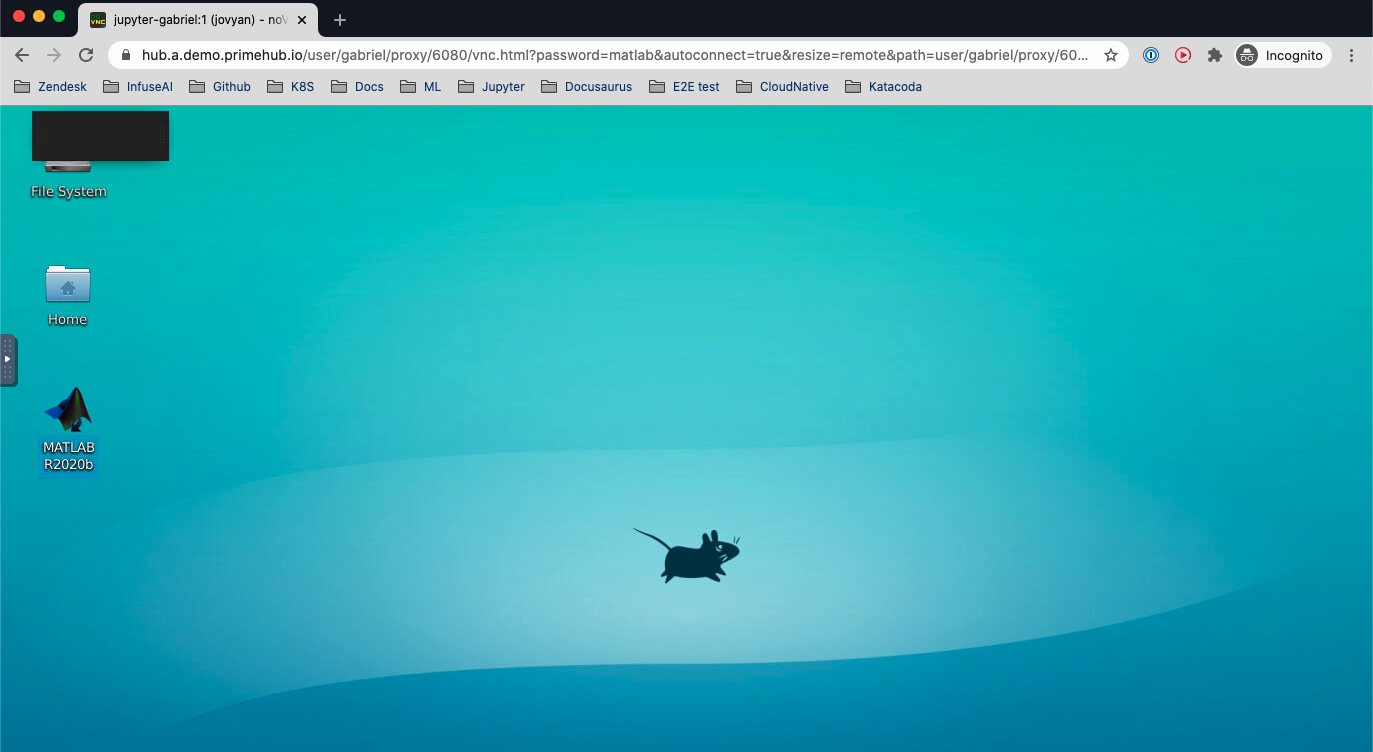 VNC jupyter-gabriel:1 (jovyan) - noV
hub.a.demo.primehub.io/user/gabriel/proxy/6080/vnc.html?password=matlab&autoconnect=true&resize=remote&path=user/gabriel/proxy/60...
Incognito
Zendesk InfuseAI Github K8S Docs ML Jupyter Docusaurus E2E test CloudNative Katacoda
File System
Home
MATLAB
R2020b